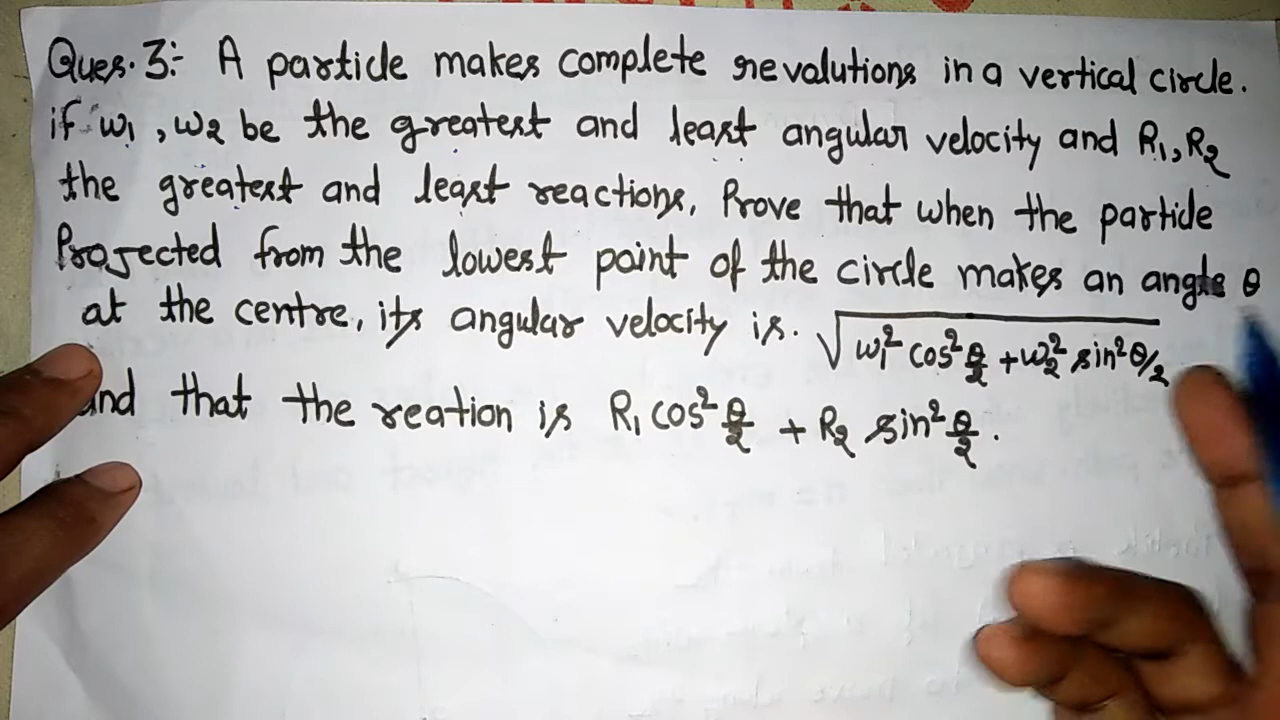 Ques. 3:- A particle makes complete revalutions in a vertical circle.
if ω1, ω2 be the greatest and least angular velocity and R1, R2
the greatest and least reactions, Prove that when the particle
Projected from the lowest point of the circle makes an angle θ
at the centre, its angular velocity is. √(ω1² cos² θ/2 + ω2² sin² θ/2)
and that the reation is R1 cos² θ/2 + R2 sin² θ/2.